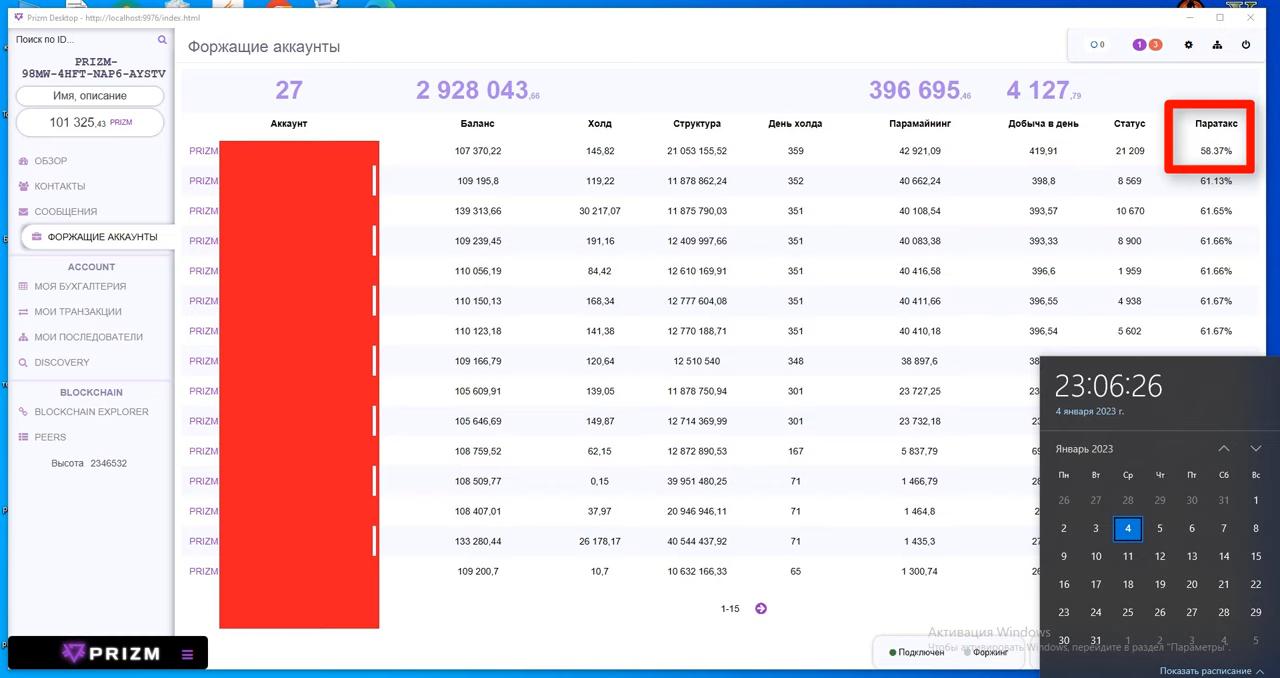 Prizm Desktop - http://localhost:9976/index.html
Поиск по ID...
PRIZM-
98MW-4HFT-NAP6-AYSTV
Имя, описание
101 325,43 PRIZM
ОБЗОР
КОНТАКТЫ
СООБЩЕНИЯ
ФОРЖАЩИЕ АККАУНТЫ
ACCOUNT
МОЯ БУХГАЛТЕРИЯ
МОИ ТРАНЗАКЦИИ
МОИ ПОСЛЕДОВАТЕЛИ
DISCOVERY
BLOCKCHAIN
BLOCKCHAIN EXPLORER
PEERS
Высота 2346532
PRIZM
Форжащие аккаунты
0 1 3
27 2 928 043,66 396 695,46 4 127,79
Аккаунт Баланс Холд Структура День холда Парамайнинг Добыча в день Статус Паратакс
PRIZM 107 370,22 145,82 21 053 155,52 359 42 921,09 419,91 21 209 58.37%
PRIZM 109 195,8 119,22 11 878 862,24 352 40 662,24 398,8 8 569 61.13%
PRIZM 139 313,66 30 217,07 11 875 790,03 351 40 108,54 393,57 10 670 61.65%
PRIZM 109 239,45 191,16 12 409 997,66 351 40 083,38 393,33 8 900 61.66%
PRIZM 110 056,19 84,42 12 610 169,91 351 40 416,58 396,6 1 959 61.66%
PRIZM 110 150,13 168,34 12 777 604,08 351 40 411,66 396,55 4 938 61.67%
PRIZM 110 123,18 141,38 12 770 188,71 351 40 410,18 396,54 5 602 61.67%
PRIZM 109 166,79 120,64 12 510 540 348 38 897,6
PRIZM 105 609,91 139,05 11 878 750,94 301 23 727,25
PRIZM 105 646,69 149,87 12 714 369,99 301 23 732,18
PRIZM 108 759,52 62,15 12 872 890,53 167 5 837,79
PRIZM 108 509,77 0,15 39 951 480,25 71 1 466,79
PRIZM 108 407,01 37,97 20 946 946,11 71 1 464,8
PRIZM 133 280,44 26 178,17 40 544 437,92 71 1 435,3
PRIZM 109 200,7 10,7 10 632 166,33 65 1 300,74
1-15
Подключен Форжинг
23:06:26
4 января 2023 г.
Январь 2023
Пн Вт Ср Чт Пт Сб Вс
26 27 28 29 30 31 1
2 3 4 5 6 7 8
9 10 11 12 13 14 15
16 17 18 19 20 21 22
23 24 25 26 27 28 29
30 31 1 2 3 4 5
Активация Windows
Чтобы активировать Windows, перейдите в раздел "Параметры".
Показать расписание